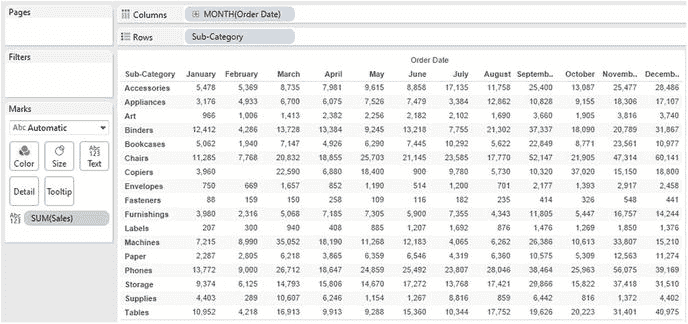 Pages
Columns
MONTH(Order Date)
Rows
Sub-Category
Filters
Order Date
Sub-Category January February March April May June July August Septemb.. October Novemb.. Decemb..
Accessories 5,478 5,369 8,735 7,981 9,615 8,858 17,135 11,758 25,400 13,087 25,477 28,486
Appliances 3,176 4,933 6,700 6,075 7,526 7,479 3,384 12,862 10,828 9,155 18,306 17,107
Art 966 1,006 1,413 2,382 2,256 2,182 2,102 1,690 3,660 1,905 3,816 3,740
Binders 12,412 4,286 13,728 13,384 9,245 13,218 7,755 21,302 37,337 18,090 20,789 31,867
Bookcases 5,062 1,940 7,147 4,926 6,290 7,445 10,292 5,622 22,849 8,771 23,561 10,977
Chairs 11,285 7,768 20,832 18,855 25,703 21,145 23,585 17,770 52,147 21,905 47,314 60,141
Copiers 3,960 22,590 6,880 18,400 900 9,780 5,730 10,320 37,020 15,150 18,800
Envelopes 750 669 1,657 852 1,190 514 1,200 701 2,177 1,393 2,917 2,458
Fasteners 88 159 150 258 109 116 182 235 414 326 548 441
Furnishings 3,980 2,316 5,068 7,185 7,305 5,900 7,355 4,343 11,805 5,447 16,757 14,244
Labels 207 300 940 408 885 1,207 1,692 876 1,476 1,269 1,850 1,376
Machines 7,215 8,990 35,052 18,190 11,268 12,183 4,065 6,262 26,386 10,613 33,807 15,210
Paper 2,287 2,805 6,218 3,865 6,359 6,546 4,319 6,360 10,575 5,309 12,563 11,274
Phones 13,772 9,000 26,712 18,647 24,859 25,492 23,807 28,046 38,464 25,963 56,075 39,169
Storage 9,374 6,125 14,793 15,806 14,670 17,272 13,768 17,421 29,866 15,822 37,418 31,510
Supplies 4,403 289 10,607 6,246 1,154 1,267 8,816 859 6,442 816 1,372 4,402
Tables 10,952 4,218 16,913 9,913 9,288 15,360 10,344 17,752 19,626 20,223 31,401 40,975
Marks
Abc Automatic
Abc
123
Color Size Text
Detail Tooltip
Abc
123
SUM(Sales)